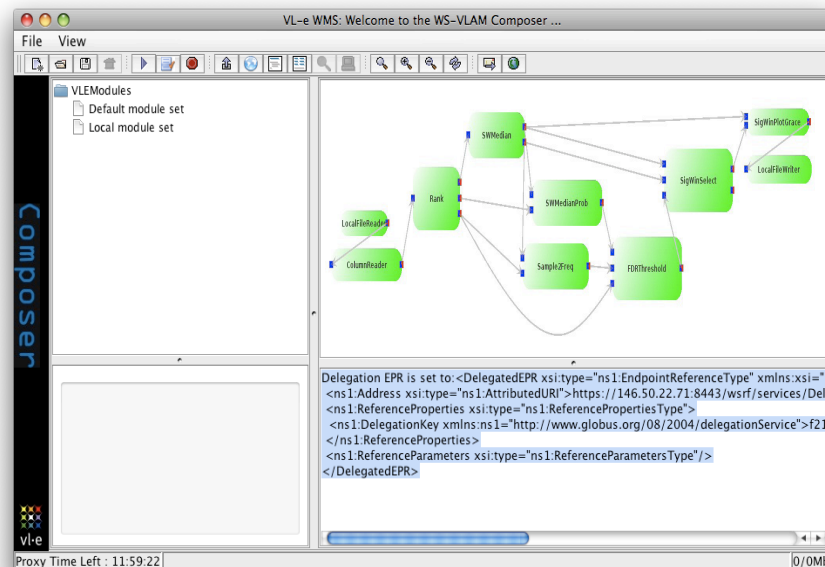 VL-e WMS: Welcome to the WS-VLAM Composer ...
File View
VLEModules
Default module set
Local module set
SWMedian
SigWinPlotGrace
LocalFileWriter
SigWinSelect
Rank
SWMedianProb
LocalFileReader
ColumnReader
Sample2Freq
FDRThreshold
Composer
Delegation EPR is set to:<DelegatedEPR xsi:type="ns1:EndpointReferenceType" xmlns:xsi="
<ns1:Address xsi:type="ns1:AttributedURI">https://146.50.22.71:8443/wsrf/services/Del
<ns1:ReferenceProperties xsi:type="ns1:ReferencePropertiesType">
<ns1:DelegationKey xmlns:ns1="http://www.globus.org/08/2004/delegationService">f21
</ns1:ReferenceProperties>
<ns1:ReferenceParameters xsi:type="ns1:ReferenceParametersType"/>
</DelegatedEPR>
vl·e
Proxy Time Left : 11:59:22
0/0Mb